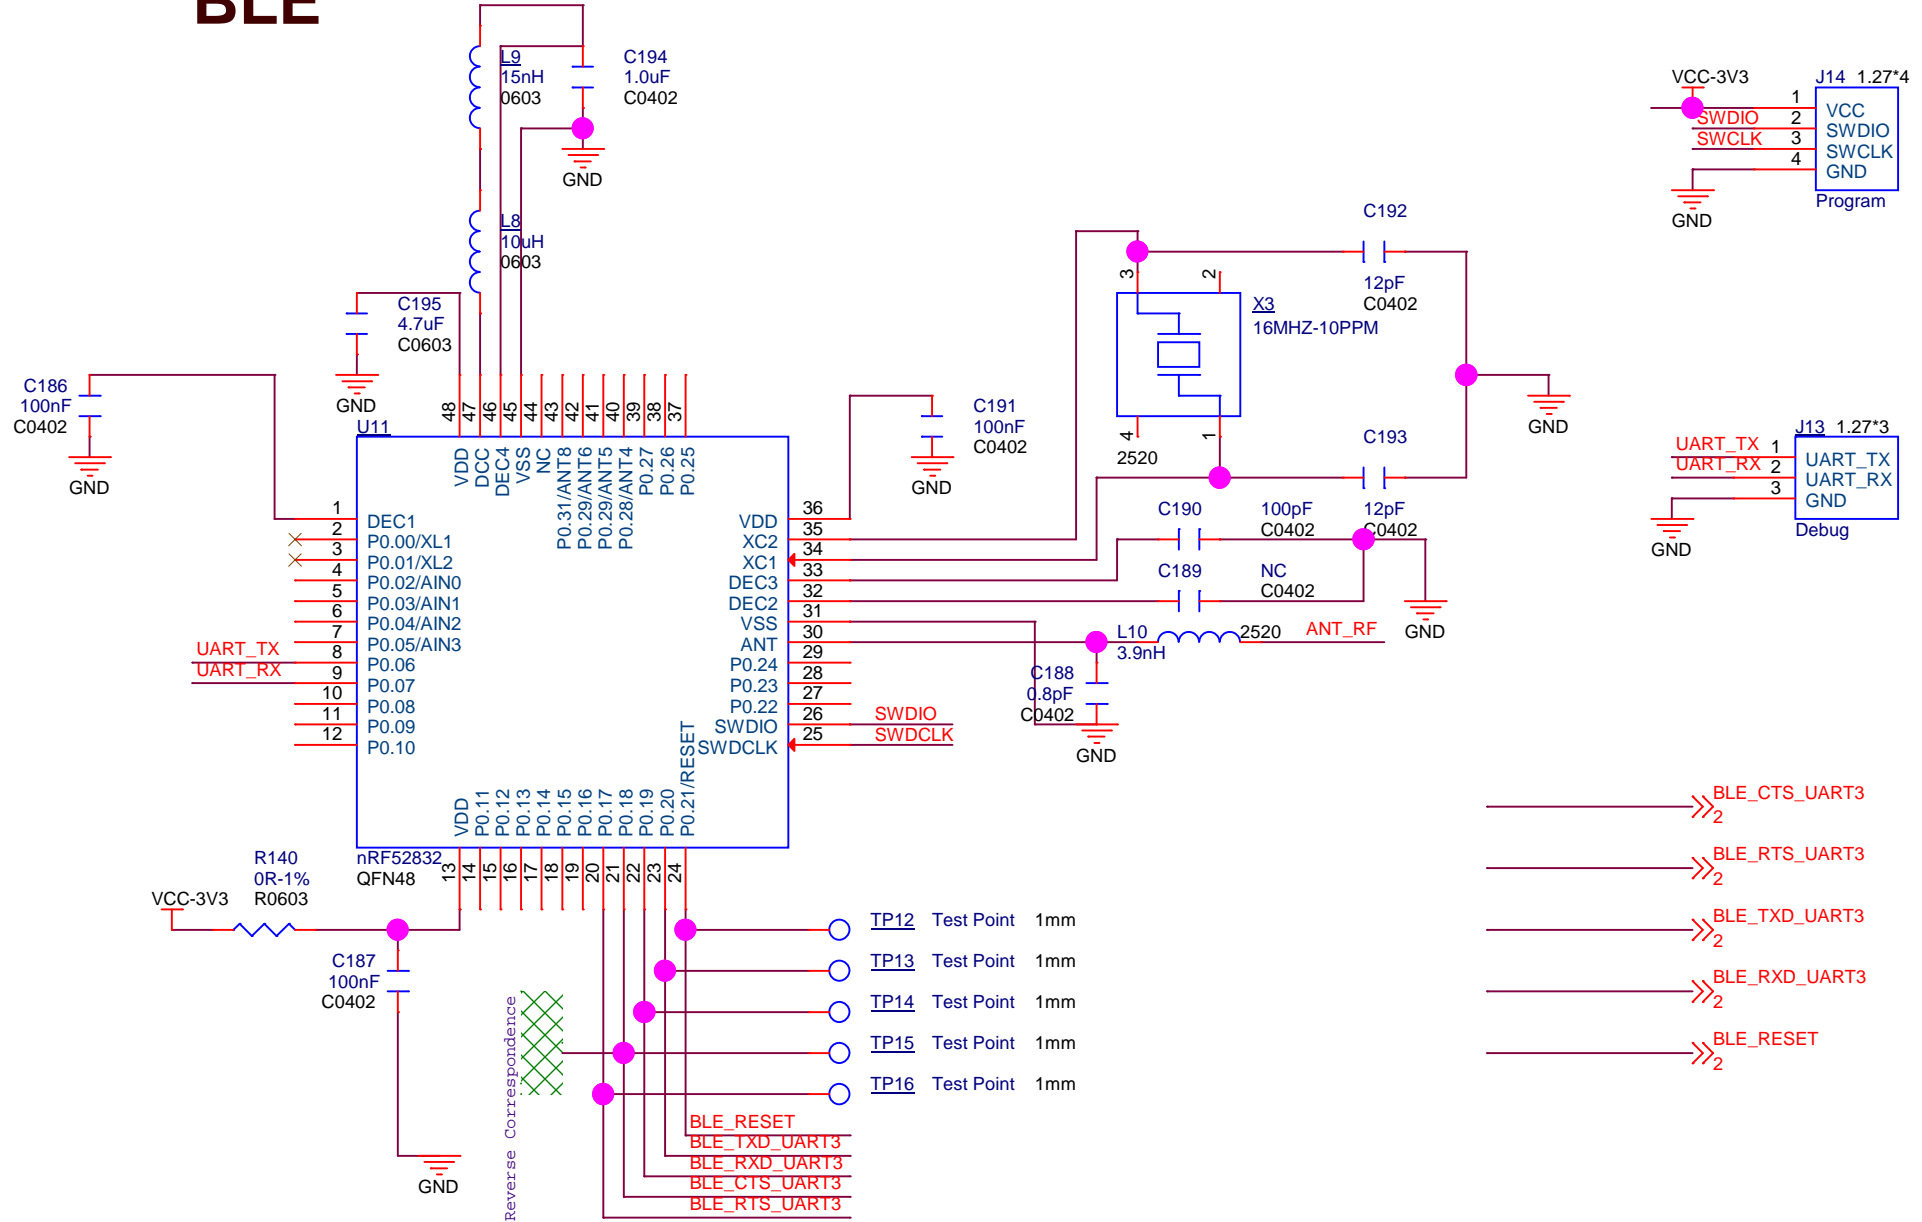 BLE
L9
15nH
0603
C194
1.0uF
C0402
GND
L8
10uH
0603
C195
4.7uF
C0603
GND
C186
100nF
C0402
GND
VCC-3V3
J14 1.27*4
1 VCC
SWDIO 2 SWDIO
SWCLK 3 SWCLK
4 GND
GND
Program
C192
12pF
C0402
3 2
X3
16MHZ-10PPM
4 1
2520
C193
12pF
C0402
GND
C191
100nF
C0402
GND
J13 1.27*3
UART_TX 1 UART_TX
UART_RX 2 UART_RX
3 GND
GND
Debug
U11
48 47 46 45 44 43 42 41 40 39 38 37
VDD
DCC
DEC4
VSS
NC
P0.31/ANT8
P0.29/ANT6
P0.29/ANT5
P0.28/ANT4
P0.27
P0.26
P0.25
1 DEC1
2 P0.00/XL1
3 P0.01/XL2
4 P0.02/AIN0
5 P0.03/AIN1
6 P0.04/AIN2
7 P0.05/AIN3
UART_TX 8 P0.06
UART_RX 9 P0.07
10 P0.08
11 P0.09
12 P0.10
VDD 36
XC2 35
XC1 34
DEC3 33
DEC2 32
VSS 31
ANT 30
P0.24 29
P0.23 28
P0.22 27
SWDIO 26 SWDIO
SWDCLK 25 SWDCLK
C190
100pF
C0402
C189
NC
C0402
GND
L10
3.9nH
2520
ANT_RF
C188
0.8pF
C0402
GND
VDD
P0.11
P0.12
P0.13
P0.14
P0.15
P0.16
P0.17
P0.18
P0.19
P0.20
P0.21/RESET
nRF52832
QFN48
13 14 15 16 17 18 19 20 21 22 23 24
R140
0R-1%
R0603
VCC-3V3
C187
100nF
C0402
GND
Reverse Correspondence
TP12 Test Point 1mm
TP13 Test Point 1mm
TP14 Test Point 1mm
TP15 Test Point 1mm
TP16 Test Point 1mm
BLE_RESET
BLE_TXD_UART3
BLE_RXD_UART3
BLE_CTS_UART3
BLE_RTS_UART3
BLE_CTS_UART3
2
BLE_RTS_UART3
2
BLE_TXD_UART3
2
BLE_RXD_UART3
2
BLE_RESET
2